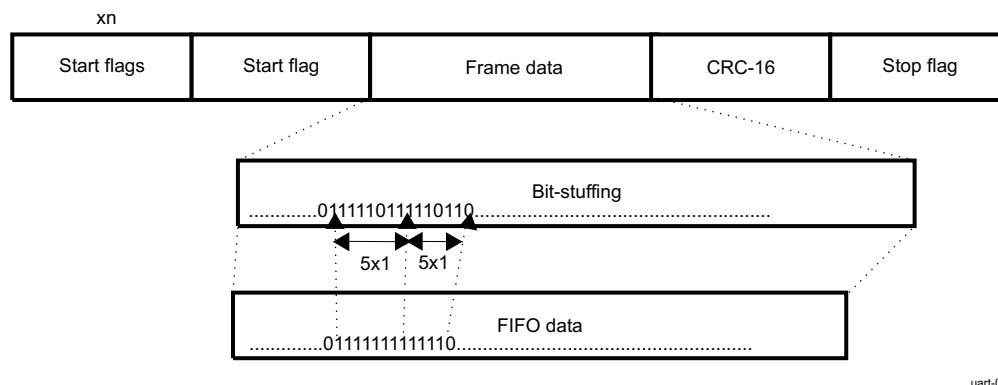 xn
Start flags Start flag Frame data CRC-16 Stop flag
Bit-stuffing
.............0111110111110110.......................................................
5x1 5x1
FIFO data
.............01111111111110.......................................................